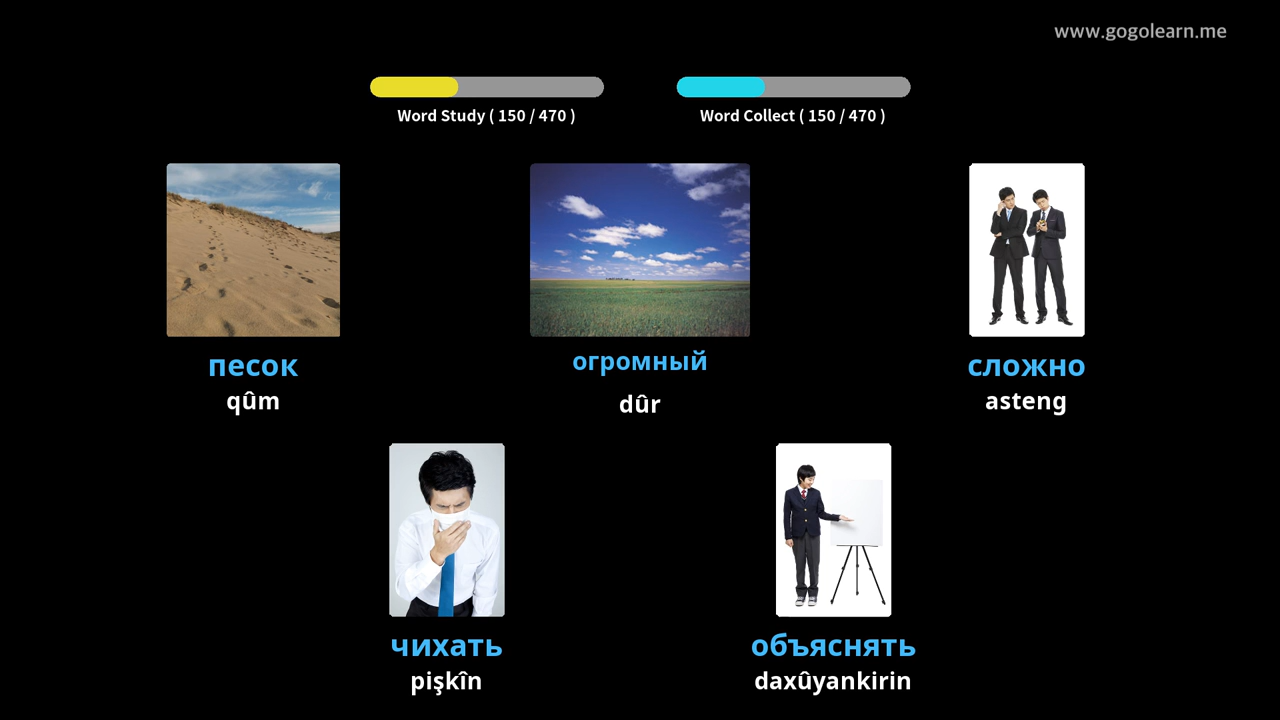 www.gogolearn.me
Word Study ( 150 / 470 )
Word Collect ( 150 / 470 )
песок
qûm
огромный
dûr
сложно
asteng
чихать
pişkîn
объяснять
daxûyankirin